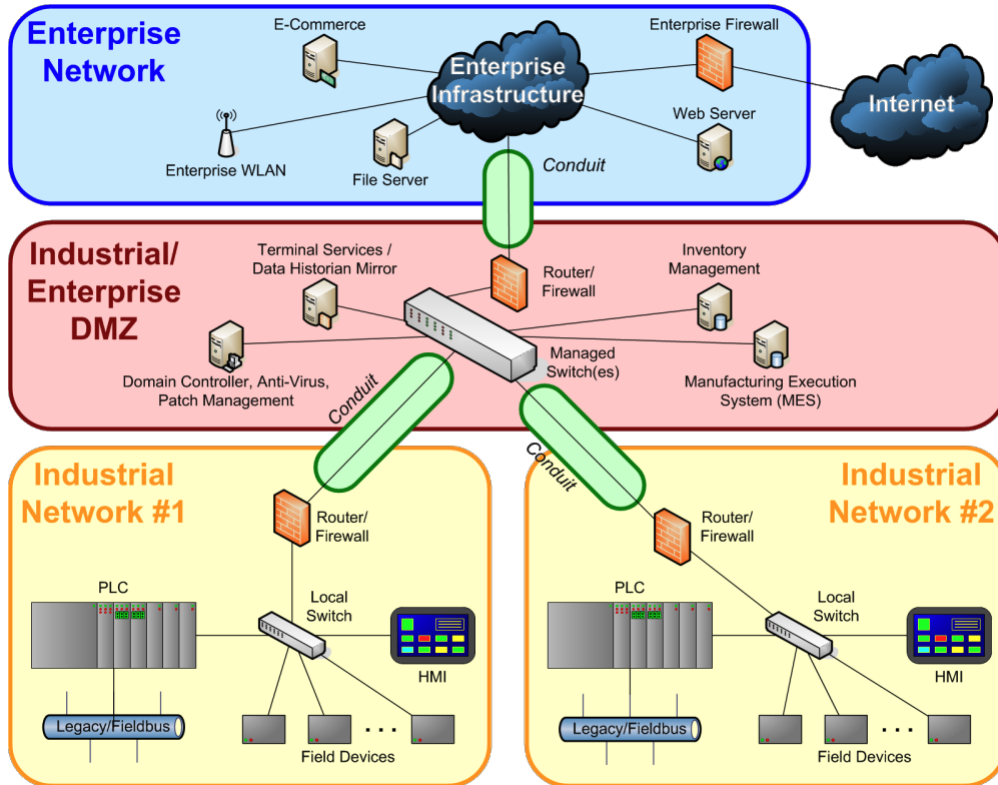 Enterprise
Network
E-Commerce
Enterprise Firewall
Enterprise
Infrastructure
Internet
Web Server
Enterprise WLAN
File Server
Conduit
Industrial/
Enterprise
DMZ
Terminal Services /
Data Historian Mirror
Router/
Firewall
Inventory
Management
Domain Controller, Anti-Virus,
Patch Management
Managed
Switch(es)
Manufacturing Execution
System (MES)
Conduit
Conduit
Industrial
Network #1
Router/
Firewall
PLC
Local
Switch
HMI
Legacy/Fieldbus
. . .
Field Devices
Industrial
Network #2
Router/
Firewall
PLC
Local
Switch
HMI
Legacy/Fieldbus
. . .
Field Devices